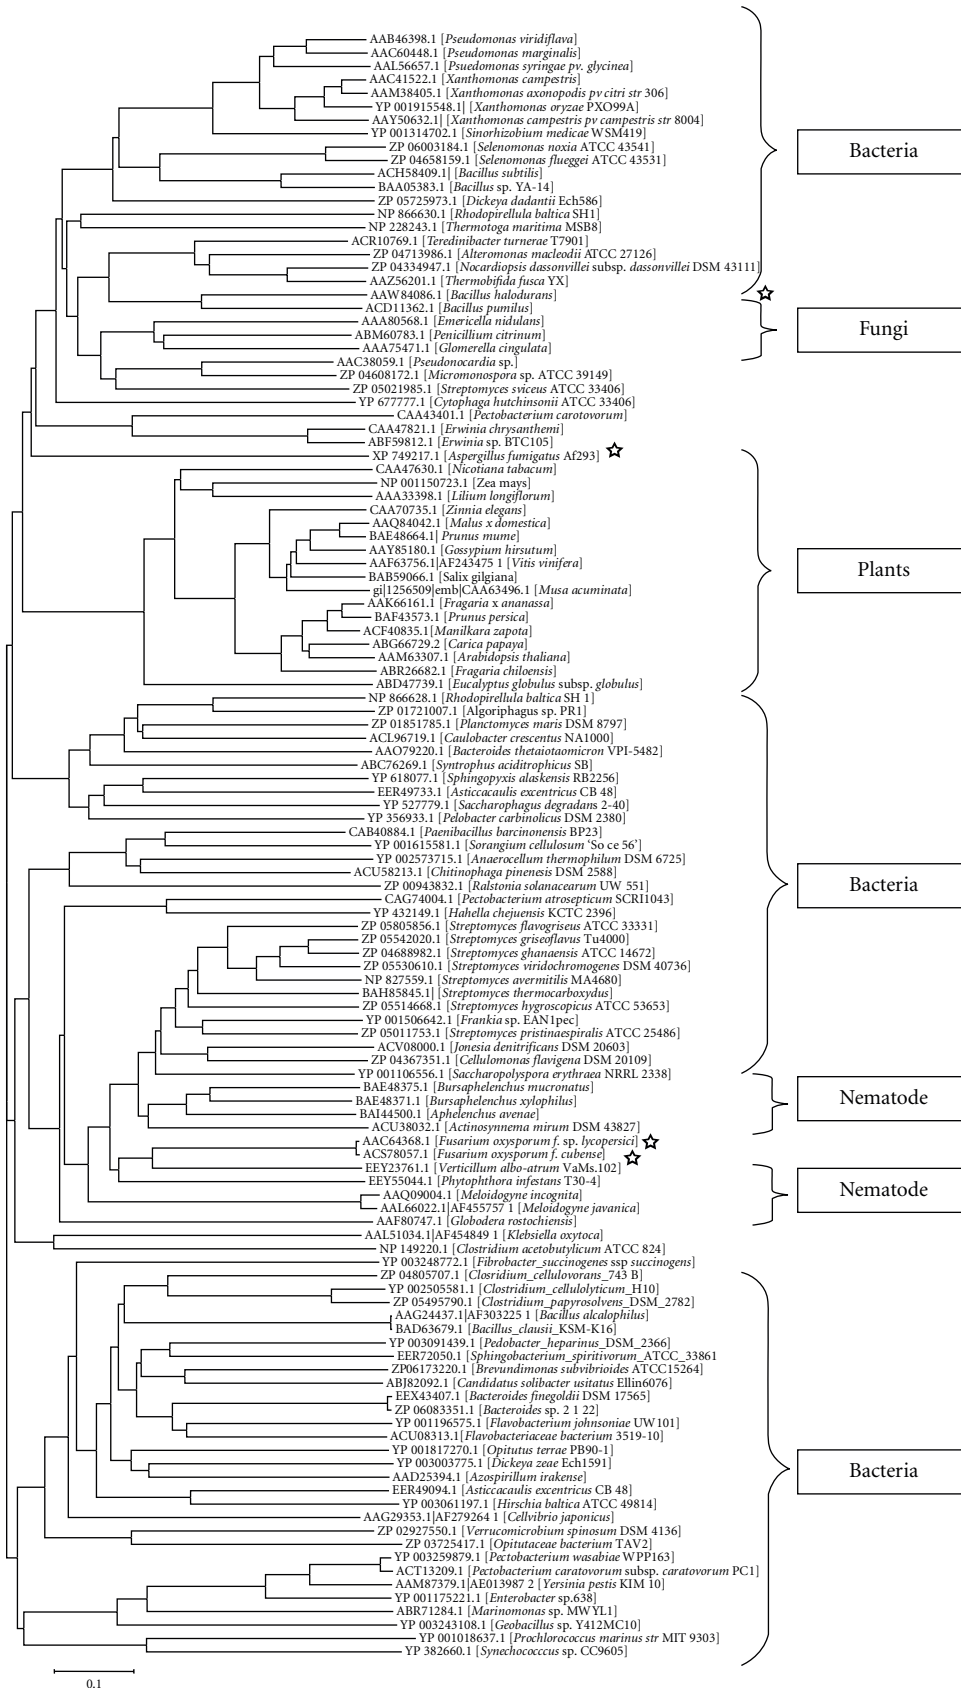 AAB46398.1 [Pseudomonas viridiflava]
AAC60448.1 [Pseudomonas marginalis]
AAL56657.1 [Psuedomonas syringae pv. glycinea]
AAC41522.1 [Xanthomonas campestris]
AAM38405.1 [Xanthomonas axonopodis pv citri str 306]
YP 001915548.1| [Xanthomonas oryzae PXO99A]
AAY50632.1| [Xanthomonas campestris pv campestris str 8004]
YP 001314702.1 [Sinorhizobium medicae WSM419]
ZP 06003184.1 [Selenomonas noxia ATCC 43541]
ZP 04658159.1 [Selenomonas flueggei ATCC 43531]
ACH58409.1| [Bacillus subtilis]
BAA05383.1 [Bacillus sp. YA-14]
ZP 05725973.1 [Dickeya dadantii Ech586]
NP 866630.1 [Rhodopirellula baltica SH1]
NP 228243.1 [Thermotoga maritima MSB8]
ACR10769.1 [Teredinibacter turnerae T7901]
ZP 04713986.1 [Alteromonas macleodii ATCC 27126]
ZP 04334947.1 [Nocardiopsis dassonvillei subsp. dassonvillei DSM 43111]
AAZ56201.1 [Thermobifida fusca YX]
AAW84086.1 [Bacillus halodurans]
ACD11362.1 [Bacillus pumilus]
AAA80568.1 [Emericella nidulans]
ABM60783.1 [Penicillium citrinum]
AAA75471.1 [Glomerella cingulata]
AAC38059.1 [Pseudonocardia sp.]
ZP 04608172.1 [Micromonospora sp. ATCC 39149]
ZP 05021985.1 [Streptomyces sviceus ATCC 33406]
YP 677777.1 [Cytophaga hutchinsonii ATCC 33406]
CAA43401.1 [Pectobacterium carotovorum]
CAA47821.1 [Erwinia chrysanthemi]
ABF59812.1 [Erwinia sp. BTC105]
XP 749217.1 [Aspergillus fumigatus Af293]
CAA47630.1 [Nicotiana tabacum]
NP 001150723.1 [Zea mays]
AAA33398.1 [Lilium longiflorum]
CAA70735.1 [Zinnia elegans]
AAQ84042.1 [Malus x domestica]
BAE48664.1| [Prunus mume]
AAY85180.1 [Gossypium hirsutum]
AAF63756.1|AF243475 1 [Vitis vinifera]
BAB59066.1 [Salix gilgiana]
gi|1256509|emb|CAA63496.1 [Musa acuminata]
AAK66161.1 [Fragaria x ananassa]
BAF43573.1 [Prunus persica]
ACF40835.1[Manilkara zapota]
ABG66729.2 [Carica papaya]
AAM63307.1 [Arabidopsis thaliana]
ABR26682.1 [Fragaria chiloensis]
ABD47739.1 [Eucalyptus globulus subsp. globulus]
NP 866628.1 [Rhodopirellula baltica SH 1]
ZP 01721007.1 [Algoriphagus sp. PR1]
ZP 01851785.1 [Planctomyces maris DSM 8797]
ACL96719.1 [Caulobacter crescentus NA1000]
AAO79220.1 [Bacteroides thetaiotaomicron VPI-5482]
ABC76269.1 [Syntrophus aciditrophicus SB]
YP 618077.1 [Sphingopyxis alaskensis RB2256]
EER49733.1 [Asticcacaulis excentricus CB 48]
YP 527779.1 [Saccharophagus degradans 2-40]
YP 356933.1 [Pelobacter carbinolicus DSM 2380]
CAB40884.1 [Paenibacillus barcinonensis BP23]
YP 001615581.1 [Sorangium cellulosum 'So ce 56']
YP 002573715.1 [Anaerocellum thermophilum DSM 6725]
ACU58213.1 [Chitinophaga pinenesis DSM 2588]
ZP 00943832.1 [Ralstonia solanacearum UW 551]
CAG74004.1 [Pectobacterium atrosepticum SCRI1043]
YP 432149.1 [Hahella chejuensis KCTC 2396]
ZP 05805856.1 [Streptomyces flavogriseus ATCC 33331]
ZP 05542020.1 [Streptomyces griseoflavus Tu4000]
ZP 04688982.1 [Streptomyces ghanaensis ATCC 14672]
ZP 05530610.1 [Streptomyces viridochromogenes DSM 40736]
NP 827559.1 [Streptomyces avermitilis MA4680]
BAH85845.1| [Streptomyces thermocarboxydus]
ZP 05514668.1 [Streptomyces hygroscopicus ATCC 53653]
YP 001506642.1 [Frankia sp. EAN1pec]
ZP 05011753.1 [Streptomyces pristinaespiralis ATCC 25486]
ACV08000.1 [Jonesia denitrificans DSM 20603]
ZP 04367351.1 [Cellulomonas flavigena DSM 20109]
YP 001106556.1 [Saccharopolyspora erythraea NRRL 2338]
BAE48375.1 [Bursaphelenchus mucronatus]
BAE48371.1 [Bursaphelenchus xylophilus]
BAI44500.1 [Aphelenchus avenae]
ACU38032.1 [Actinosynnema mirum DSM 43827]
AAC64368.1 [Fusarium oxysporum f. sp. lycopersici]
ACS78057.1 [Fusarium oxysporum f. cubense]
EEY23761.1 [Verticillum albo-atrum VaMs.102]
EEY55044.1 [Phytophthora infestans T30-4]
AAQ09004.1 [Meloidogyne incognita]
AAL66022.1|AF455757 1 [Meloidogyne javanica]
AAF80747.1 [Globodera rostochiensis]
AAL51034.1|AF454849 1 [Klebsiella oxytoca]
NP 149220.1 [Clostridium acetobutylicum ATCC 824]
YP 003248772.1 [Fibrobacter_succinogenes ssp succinogens]
ZP 04805707.1 [Closridium_cellulovorans_743 B]
YP 002505581.1 [Clostridium_cellulolyticum_H10]
ZP 05495790.1 [Clostridium_papyrosolvens_DSM_2782]
AAG24437.1|AF303225 1 [Bacillus alcalophilus]
BAD63679.1 [Bacillus_clausii_KSM-K16]
YP 003091439.1 [Pedobacter_heparinus_DSM_2366]
EER72050.1 [Sphingobacterium_spiritivorum_ATCC_33861
ZP06173220.1 [Brevundimonas subvibrioides ATCC15264]
ABJ82092.1 [Candidatus solibacter usitatus Ellin6076]
EEX43407.1 [Bacteroides finegoldii DSM 17565]
ZP 06083351.1 [Bacteroides sp. 2 1 22]
YP 001196575.1 [Flavobacterium johnsoniae UW101]
ACU08313.1[Flavobacteriaceae bacterium 3519-10]
YP 001817270.1 [Opitutus terrae PB90-1]
YP 003003775.1 [Dickeya zeae Ech1591]
AAD25394.1 [Azospirillum irakense]
EER49094.1 [Asticcacaulis excentricus CB 48]
YP 003061197.1 [Hirschia baltica ATCC 49814]
AAG29353.1|AF279264 1 [Cellvibrio japonicus]
ZP 02927550.1 [Verrucomicrobium spinosum DSM 4136]
ZP 03725417.1 [Opitutaceae bacterium TAV2]
YP 003259879.1 [Pectobacterium wasabiae WPP163]
ACT13209.1 [Pectobacterium caratovorum subsp. caratovorum PC1]
AAM87379.1|AE013987 2 [Yersinia pestis KIM 10]
YP 001175221.1 [Enterobacter sp.638]
ABR71284.1 [Marinomonas sp. MWYL1]
YP 003243108.1 [Geobacillus sp. Y412MC10]
YP 001018637.1 [Prochlorococcus marinus str MIT 9303]
YP 382660.1 [Synechococccus sp. CC9605]
0.1
Bacteria
Fungi
Plants
Bacteria
Nematode
Nematode
Bacteria